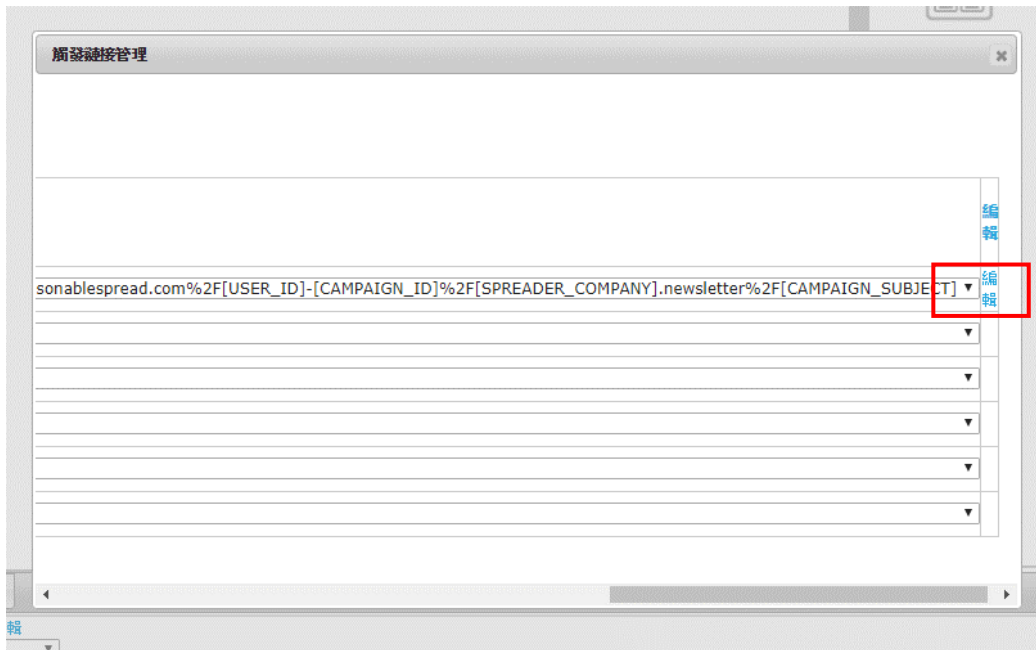 觸發鏈接管理
編
輯
sonablespread.com%2F[USER_ID]-[CAMPAIGN_ID]%2F[SPREADER_COMPANY].newsletter%2F[CAMPAIGN_SUBJECT]
編
輯
輯